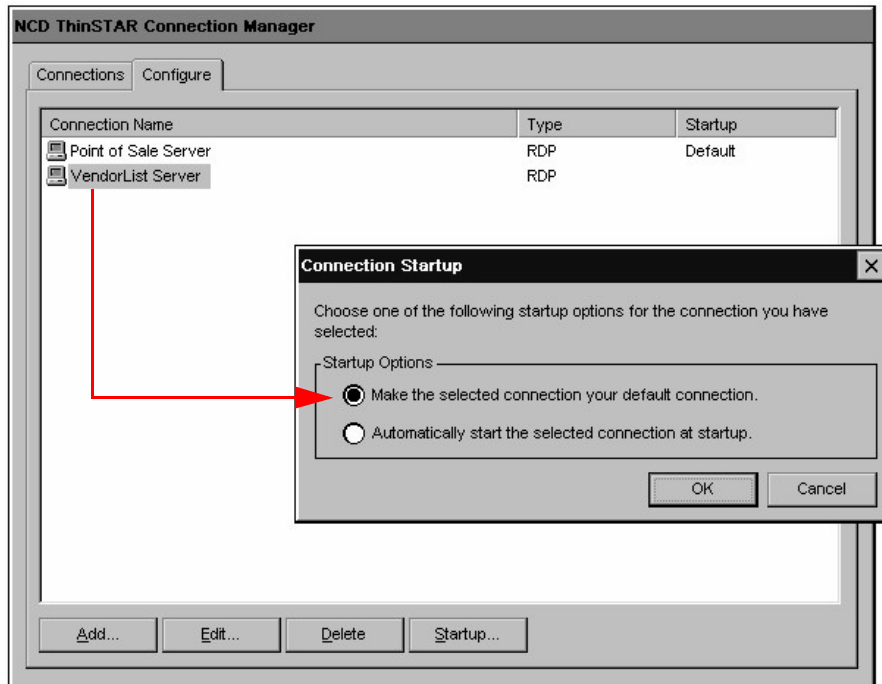 NCD ThinSTAR Connection Manager
Connections Configure
Connection Name Type Startup
Point of Sale Server RDP Default
VendorList Server RDP
Connection Startup
Choose one of the following startup options for the connection you have
selected:
Startup Options
Make the selected connection your default connection.
Automatically start the selected connection at startup.
OK Cancel
Add... Edit... Delete Startup...